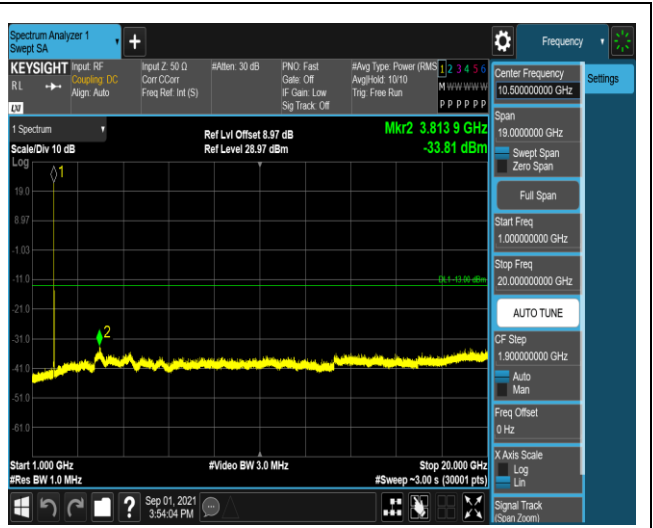 Spectrum Analyzer 1
Swept SA
Frequency
KEYSIGHT
RL
LXI
Input: RF
Coupling: DC
Align: Auto
Input Z: 50 Ω
Corr CCorr
Freq Ref: Int (S)
#Atten: 30 dB
PNO: Fast
Gate: Off
IF Gain: Low
Sig Track: Off
#Avg Type: Power (RMS
Avg|Hold: 10/10
Trig: Free Run
1 2 3 4 5 6
M W W W W W
P P P P P P
1 Spectrum
Scale/Div 10 dB
Log
Ref Lvl Offset 8.97 dB
Ref Level 28.97 dBm
Mkr2 3.813 9 GHz
-33.81 dBm
1
19.0
8.97
-1.03
-11.0
DL1 -13.00 dBm
-21.0
2
-31.0
-41.0
-51.0
-61.0
Start 1.000 GHz
#Res BW 1.0 MHz
#Video BW 3.0 MHz
Stop 20.000 GHz
#Sweep ~3.00 s (30001 pts)
?
Sep 01, 2021
3:54:04 PM
Center Frequency
10.500000000 GHz
Settings
Span
19.0000000 GHz
Swept Span
Zero Span
Full Span
Start Freq
1.000000000 GHz
Stop Freq
20.000000000 GHz
AUTO TUNE
CF Step
1.900000000 GHz
Auto
Man
Freq Offset
0 Hz
X Axis Scale
Log
Lin
Signal Track
(Span Zoom)